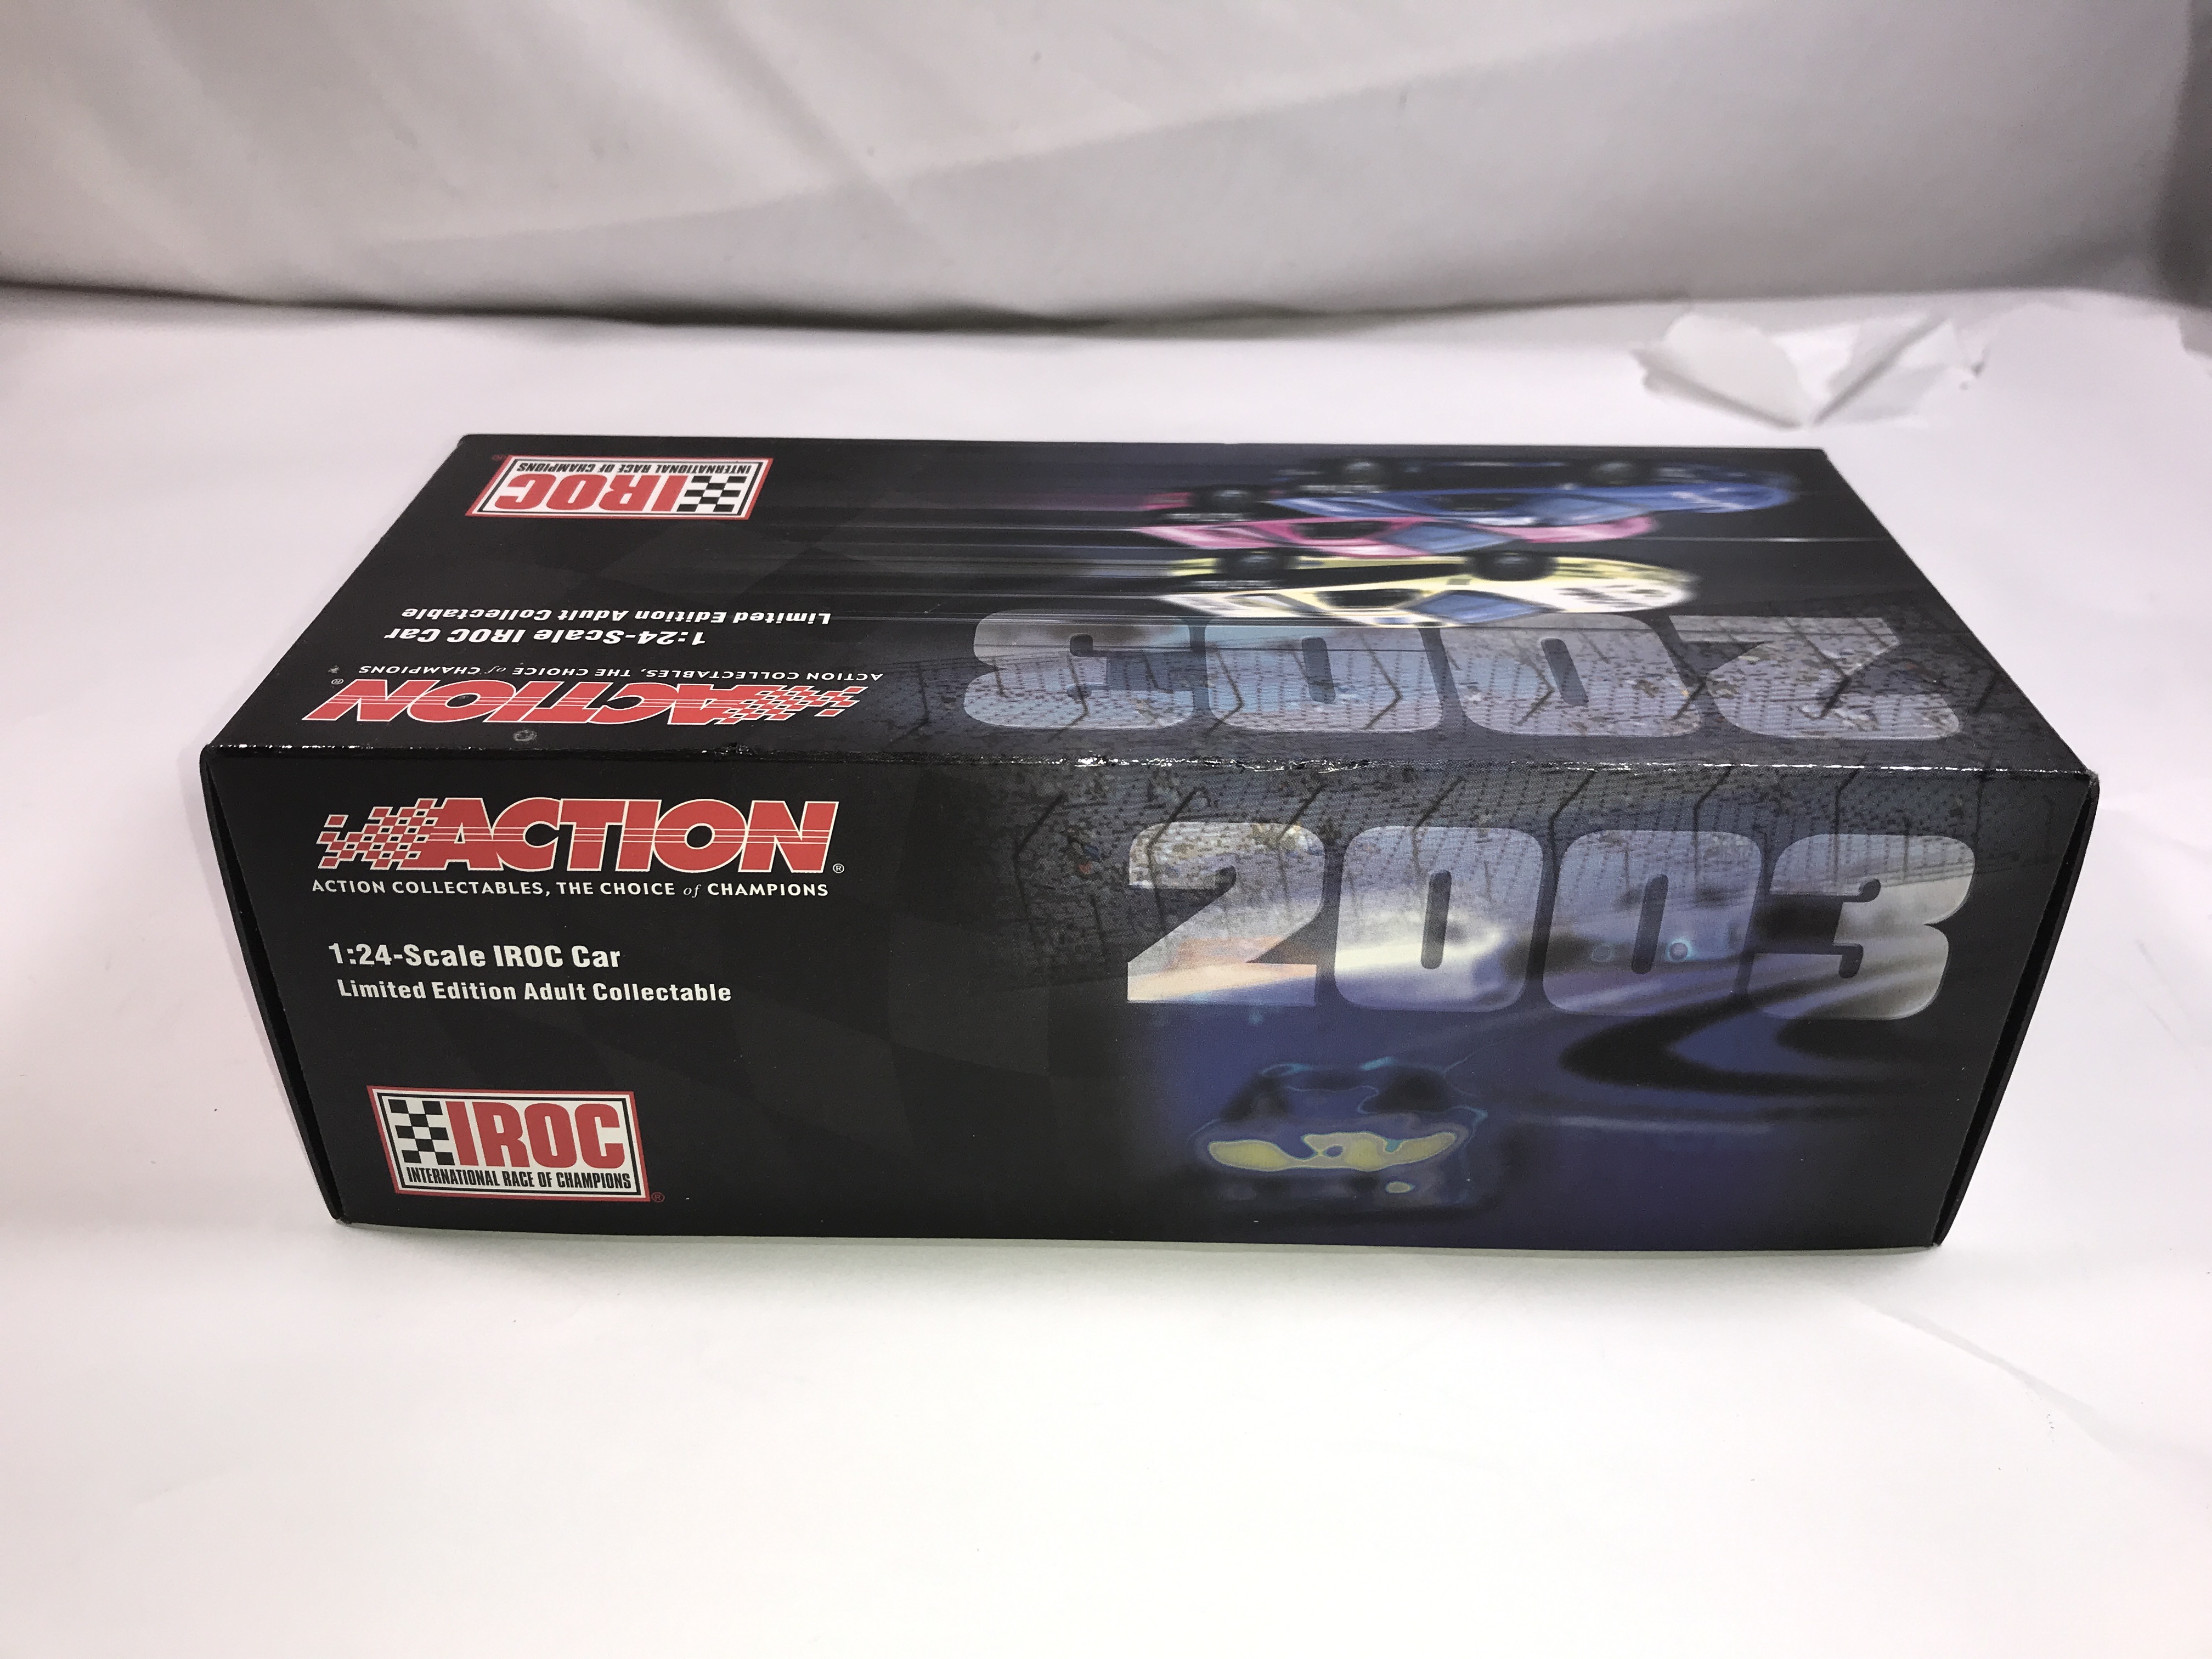 IROC
INTERNATIONAL RACE OF CHAMPIONS
®
1:24-Scale IROC Car
Limited Edition Adult Collectable
ACTION®
ACTION COLLECTABLES, THE CHOICE of CHAMPIONS
2003
ACTION®
ACTION COLLECTABLES, THE CHOICE of CHAMPIONS
2003
1:24-Scale IROC Car
Limited Edition Adult Collectable
IROC
INTERNATIONAL RACE OF CHAMPIONS
®